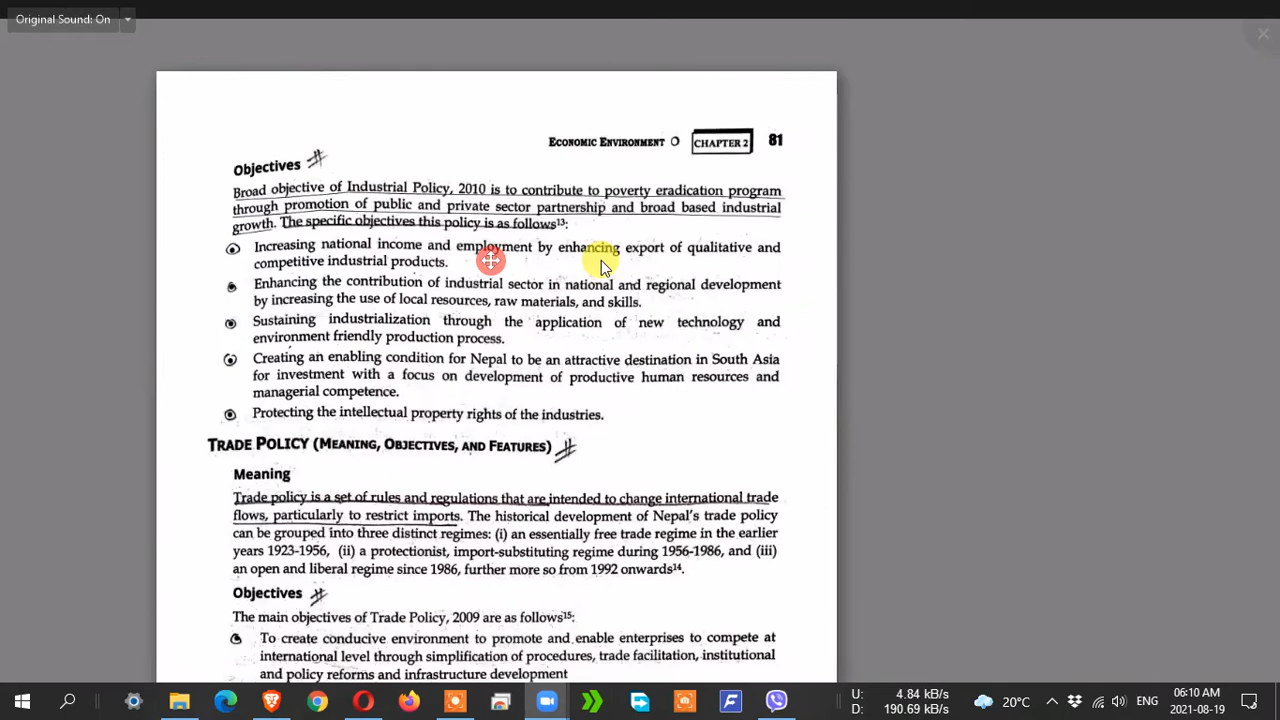 Original Sound: On
ECONOMIC ENVIRONMENT O CHAPTER 2 81
Objectives #
Broad objective of Industrial Policy, 2010 is to contribute to poverty eradication program
through promotion of public and private sector partnership and broad based industrial
growth. The specific objectives this policy is as follows¹³:
Increasing national income and employment by enhancing export of qualitative and
competitive industrial products.
Enhancing the contribution of industrial sector in national and regional development
by increasing the use of local resources, raw materials, and skills.
Sustaining industrialization through the application of new technology and
environment friendly production process.
Creating an enabling condition for Nepal to be an attractive destination in South Asia
for investment with a focus on development of productive human resources and
managerial competence.
Protecting the intellectual property rights of the industries.
TRADE POLICY (MEANING, OBJECTIVES, AND FEATURES) #
Meaning
Trade policy is a set of rules and regulations that are intended to change international trade
flows, particularly to restrict imports. The historical development of Nepal's trade policy
can be grouped into three distinct regimes: (i) an essentially free trade regime in the earlier
years 1923-1956, (ii) a protectionist, import-substituting regime during 1956-1986, and (iii)
an open and liberal regime since 1986, further more so from 1992 onwards¹⁴.
Objectives #
The main objectives of Trade Policy, 2009 are as follows¹⁵:
To create conducive environment to promote and enable enterprises to compete at
international level through simplification of procedures, trade facilitation, institutional
and policy reforms and infrastructure development
U: 4.84 kB/s
D: 190.69 kB/s
20°C
ENG
06:10 AM
2021-08-19